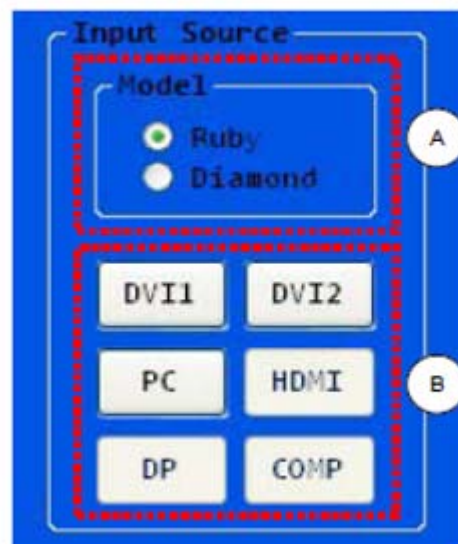 Input Source
Model
Ruby
Diamond
A
DVI1 DVI2
PC HDMI
B
DP COMP